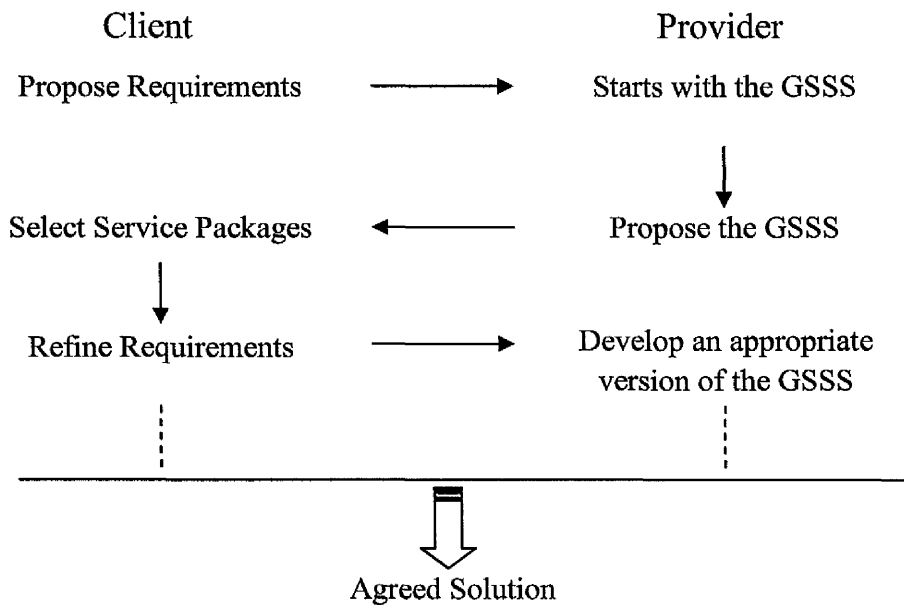 Client
Provider
Propose Requirements
Starts with the GSSS
Select Service Packages
Propose the GSSS
Refine Requirements
Develop an appropriate
version of the GSSS
Agreed Solution